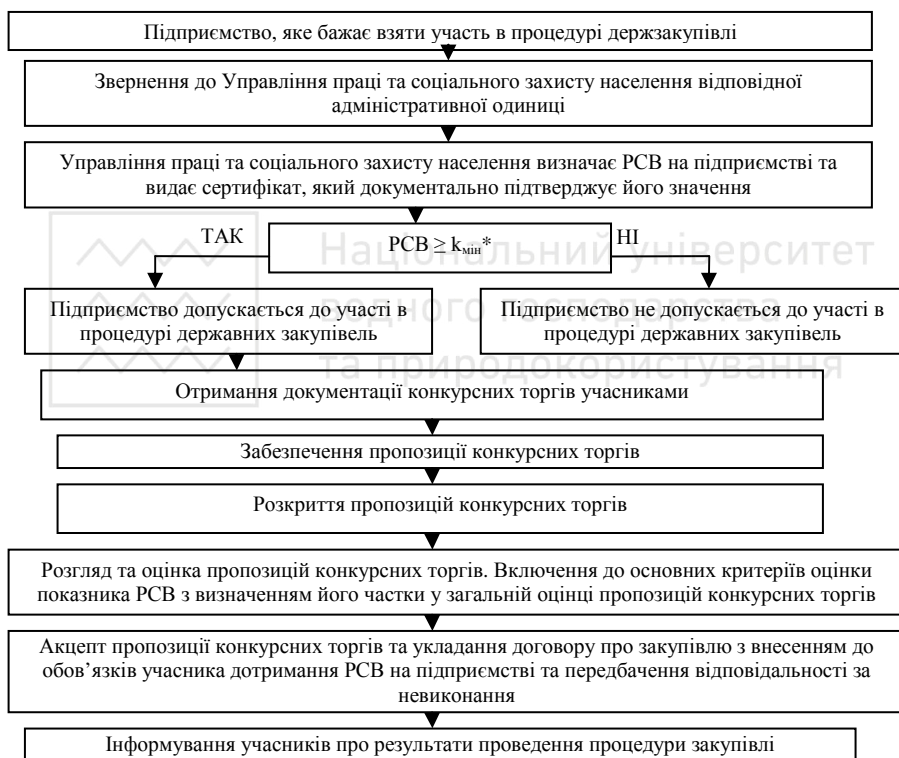 Підприємство, яке бажає взяти участь в процедурі держзакупівлі
Звернення до Управління праці та соціального захисту населення відповідної
адміністративної одиниці
Управління праці та соціального захисту населення визначає РСВ на підприємстві та
видає сертифікат, який документально підтверджує його значення
ТАК
РСВ ≥ kмін*
НІ
Національний університет
водного господарства
та природокористування
Підприємство допускається до участі в
процедурі державних закупівель
Підприємство не допускається до участі в
процедурі державних закупівель
Отримання документації конкурсних торгів учасниками
Забезпечення пропозиції конкурсних торгів
Розкриття пропозицій конкурсних торгів
Розгляд та оцінка пропозицій конкурсних торгів. Включення до основних критеріїв оцінки
показника РСВ з визначенням його частки у загальній оцінці пропозицій конкурсних торгів
Акцепт пропозиції конкурсних торгів та укладання договору про закупівлю з внесенням до
обов’язків учасника дотримання РСВ на підприємстві та передбачення відповідальності за
невиконання
Інформування учасників про результати проведення процедури закупівлі